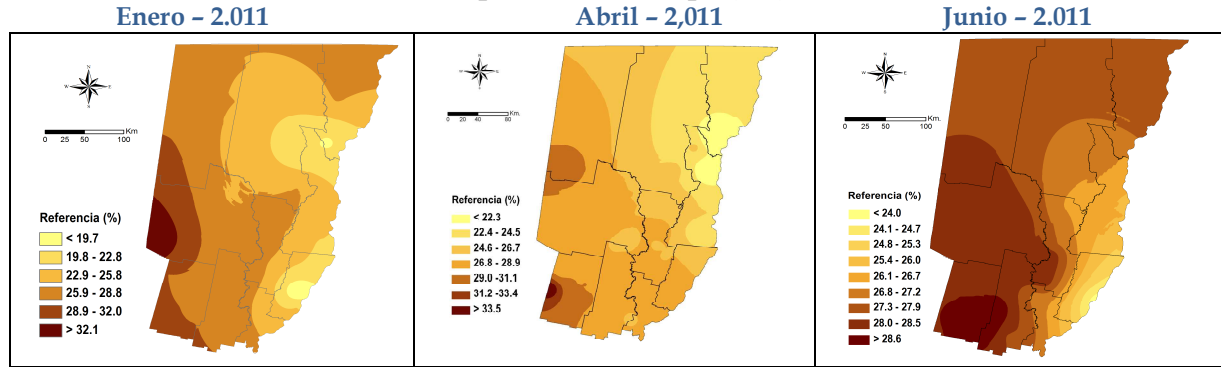 Enero – 2.011
Abril – 2,011
Junio – 2.011
N
W E
S
Km
0 25 50 100
Referencia (%)
< 19.7
19.8 - 22.8
22.9 - 25.8
25.9 - 28.8
28.9 - 32.0
> 32.1
N
W E
S
0 20 40 80 Km.
Referencia (%)
< 22.3
22.4 - 24.5
24.6 - 26.7
26.8 - 28.9
29.0 -31.1
31.2 -33.4
> 33.5
N
W E
S
Km.
0 25 50 100
Referencia (%)
< 24.0
24.1 - 24.7
24.8 - 25.3
25.4 - 26.0
26.1 - 26.7
26.8 - 27.2
27.3 - 27.9
28.0 - 28.5
> 28.6